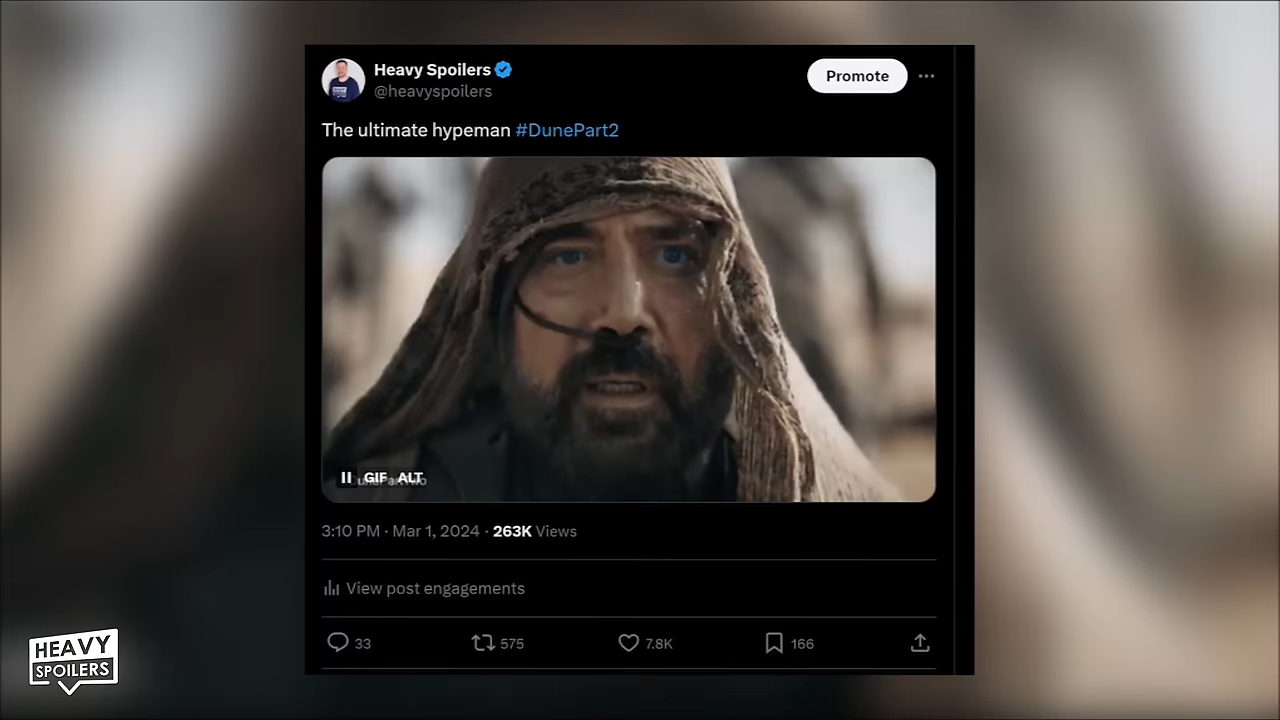 Heavy Spoilers
@heavyspoilers
Promote
The ultimate hypeman #DunePart2
GIF ALT
3:10 PM · Mar 1, 2024 · 263K Views
View post engagements
33 575 7.8K 166
HEAVY
SPOILERS